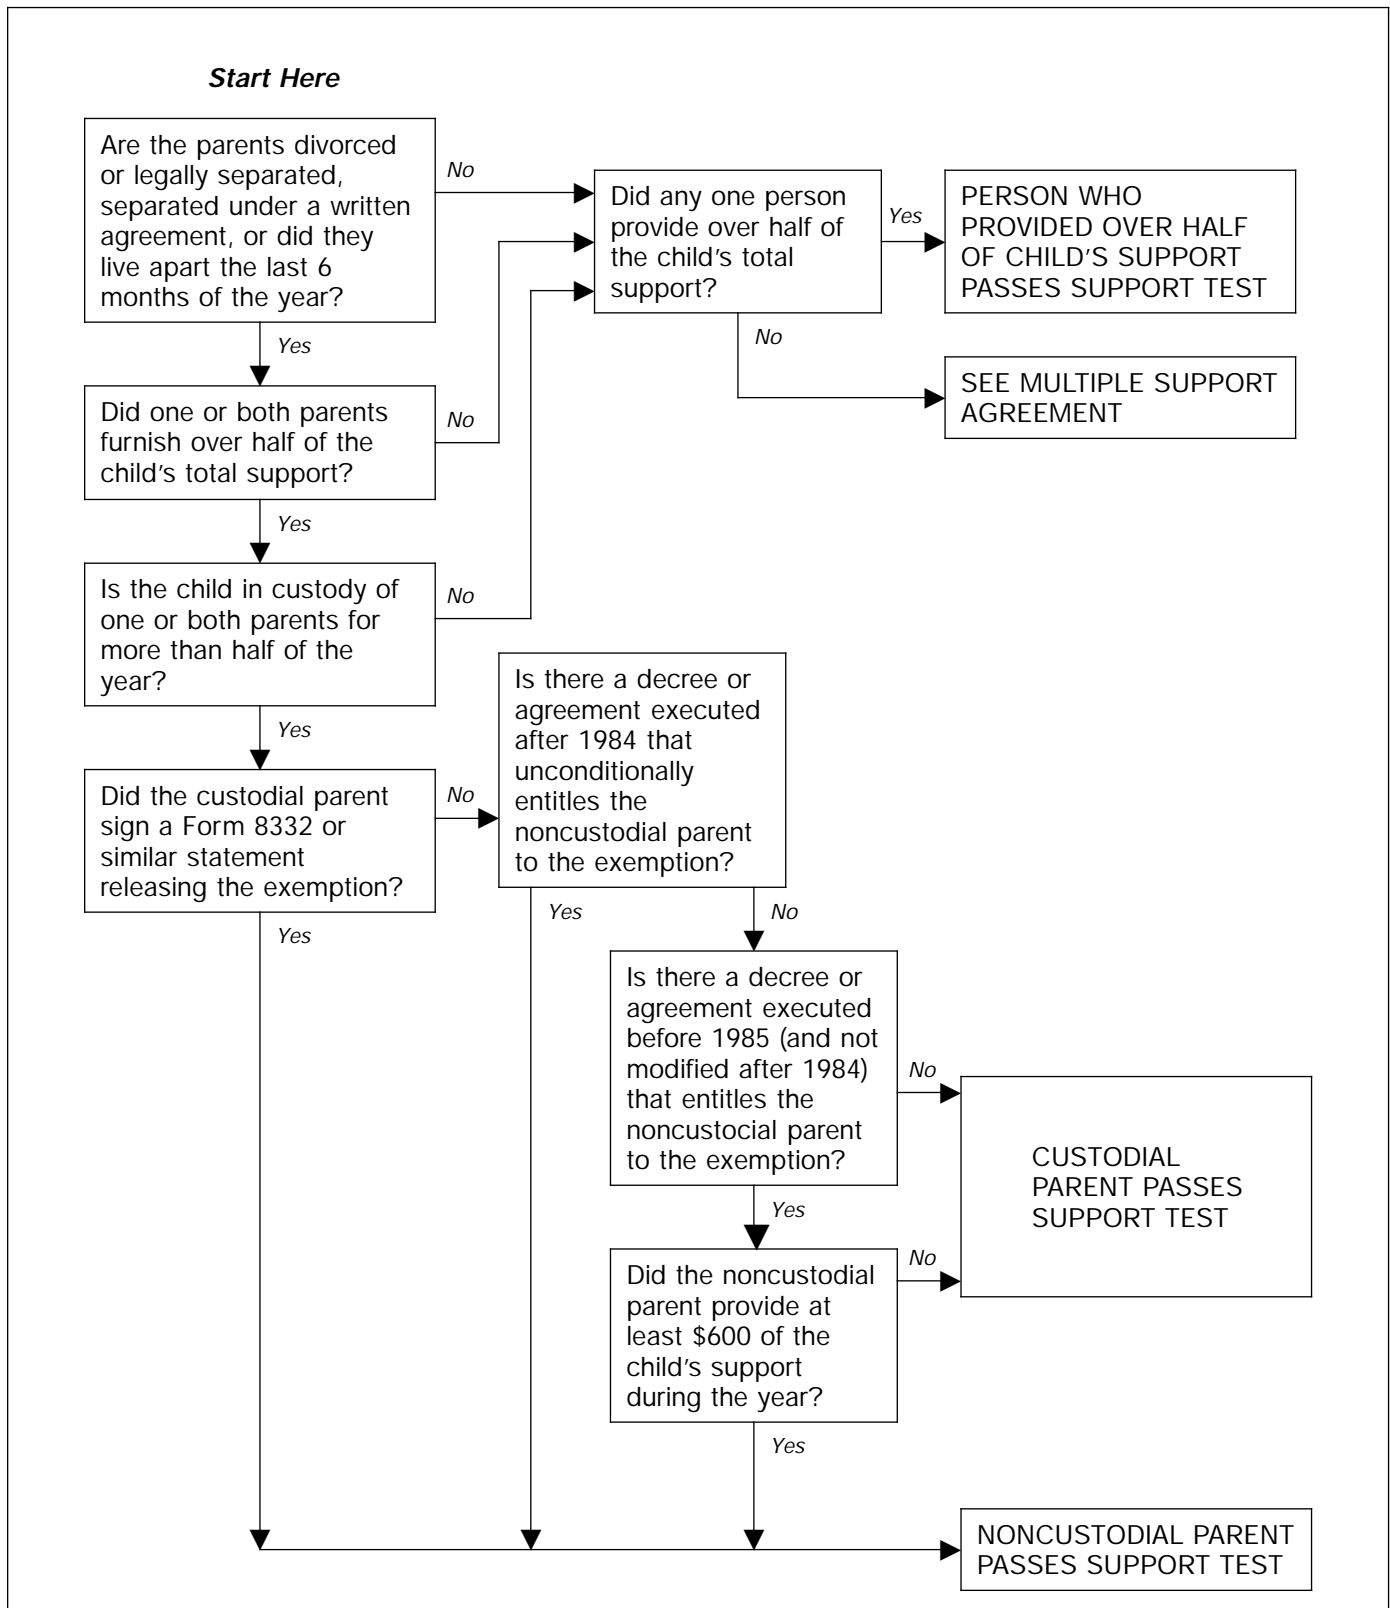 Start Here
Are the parents divorced
or legally separated,
separated under a written
agreement, or did they
live apart the last 6
months of the year?
No
Did any one person
provide over half of
the child's total
support?
Yes
PERSON WHO
PROVIDED OVER HALF
OF CHILD'S SUPPORT
PASSES SUPPORT TEST
No
SEE MULTIPLE SUPPORT
AGREEMENT
Yes
Did one or both parents
furnish over half of the
child's total support?
No
Yes
Is the child in custody of
one or both parents for
more than half of the
year?
No
Yes
Did the custodial parent
sign a Form 8332 or
similar statement
releasing the exemption?
No
Yes
Is there a decree or
agreement executed
after 1984 that
unconditionally
entitles the
noncustodial parent
to the exemption?
Yes
No
Is there a decree or
agreement executed
before 1985 (and not
modified after 1984)
that entitles the
noncustocial parent
to the exemption?
No
CUSTODIAL
PARENT PASSES
SUPPORT TEST
Yes
Did the noncustodial
parent provide at
least $600 of the
child's support
during the year?
No
Yes
NONCUSTODIAL PARENT
PASSES SUPPORT TEST